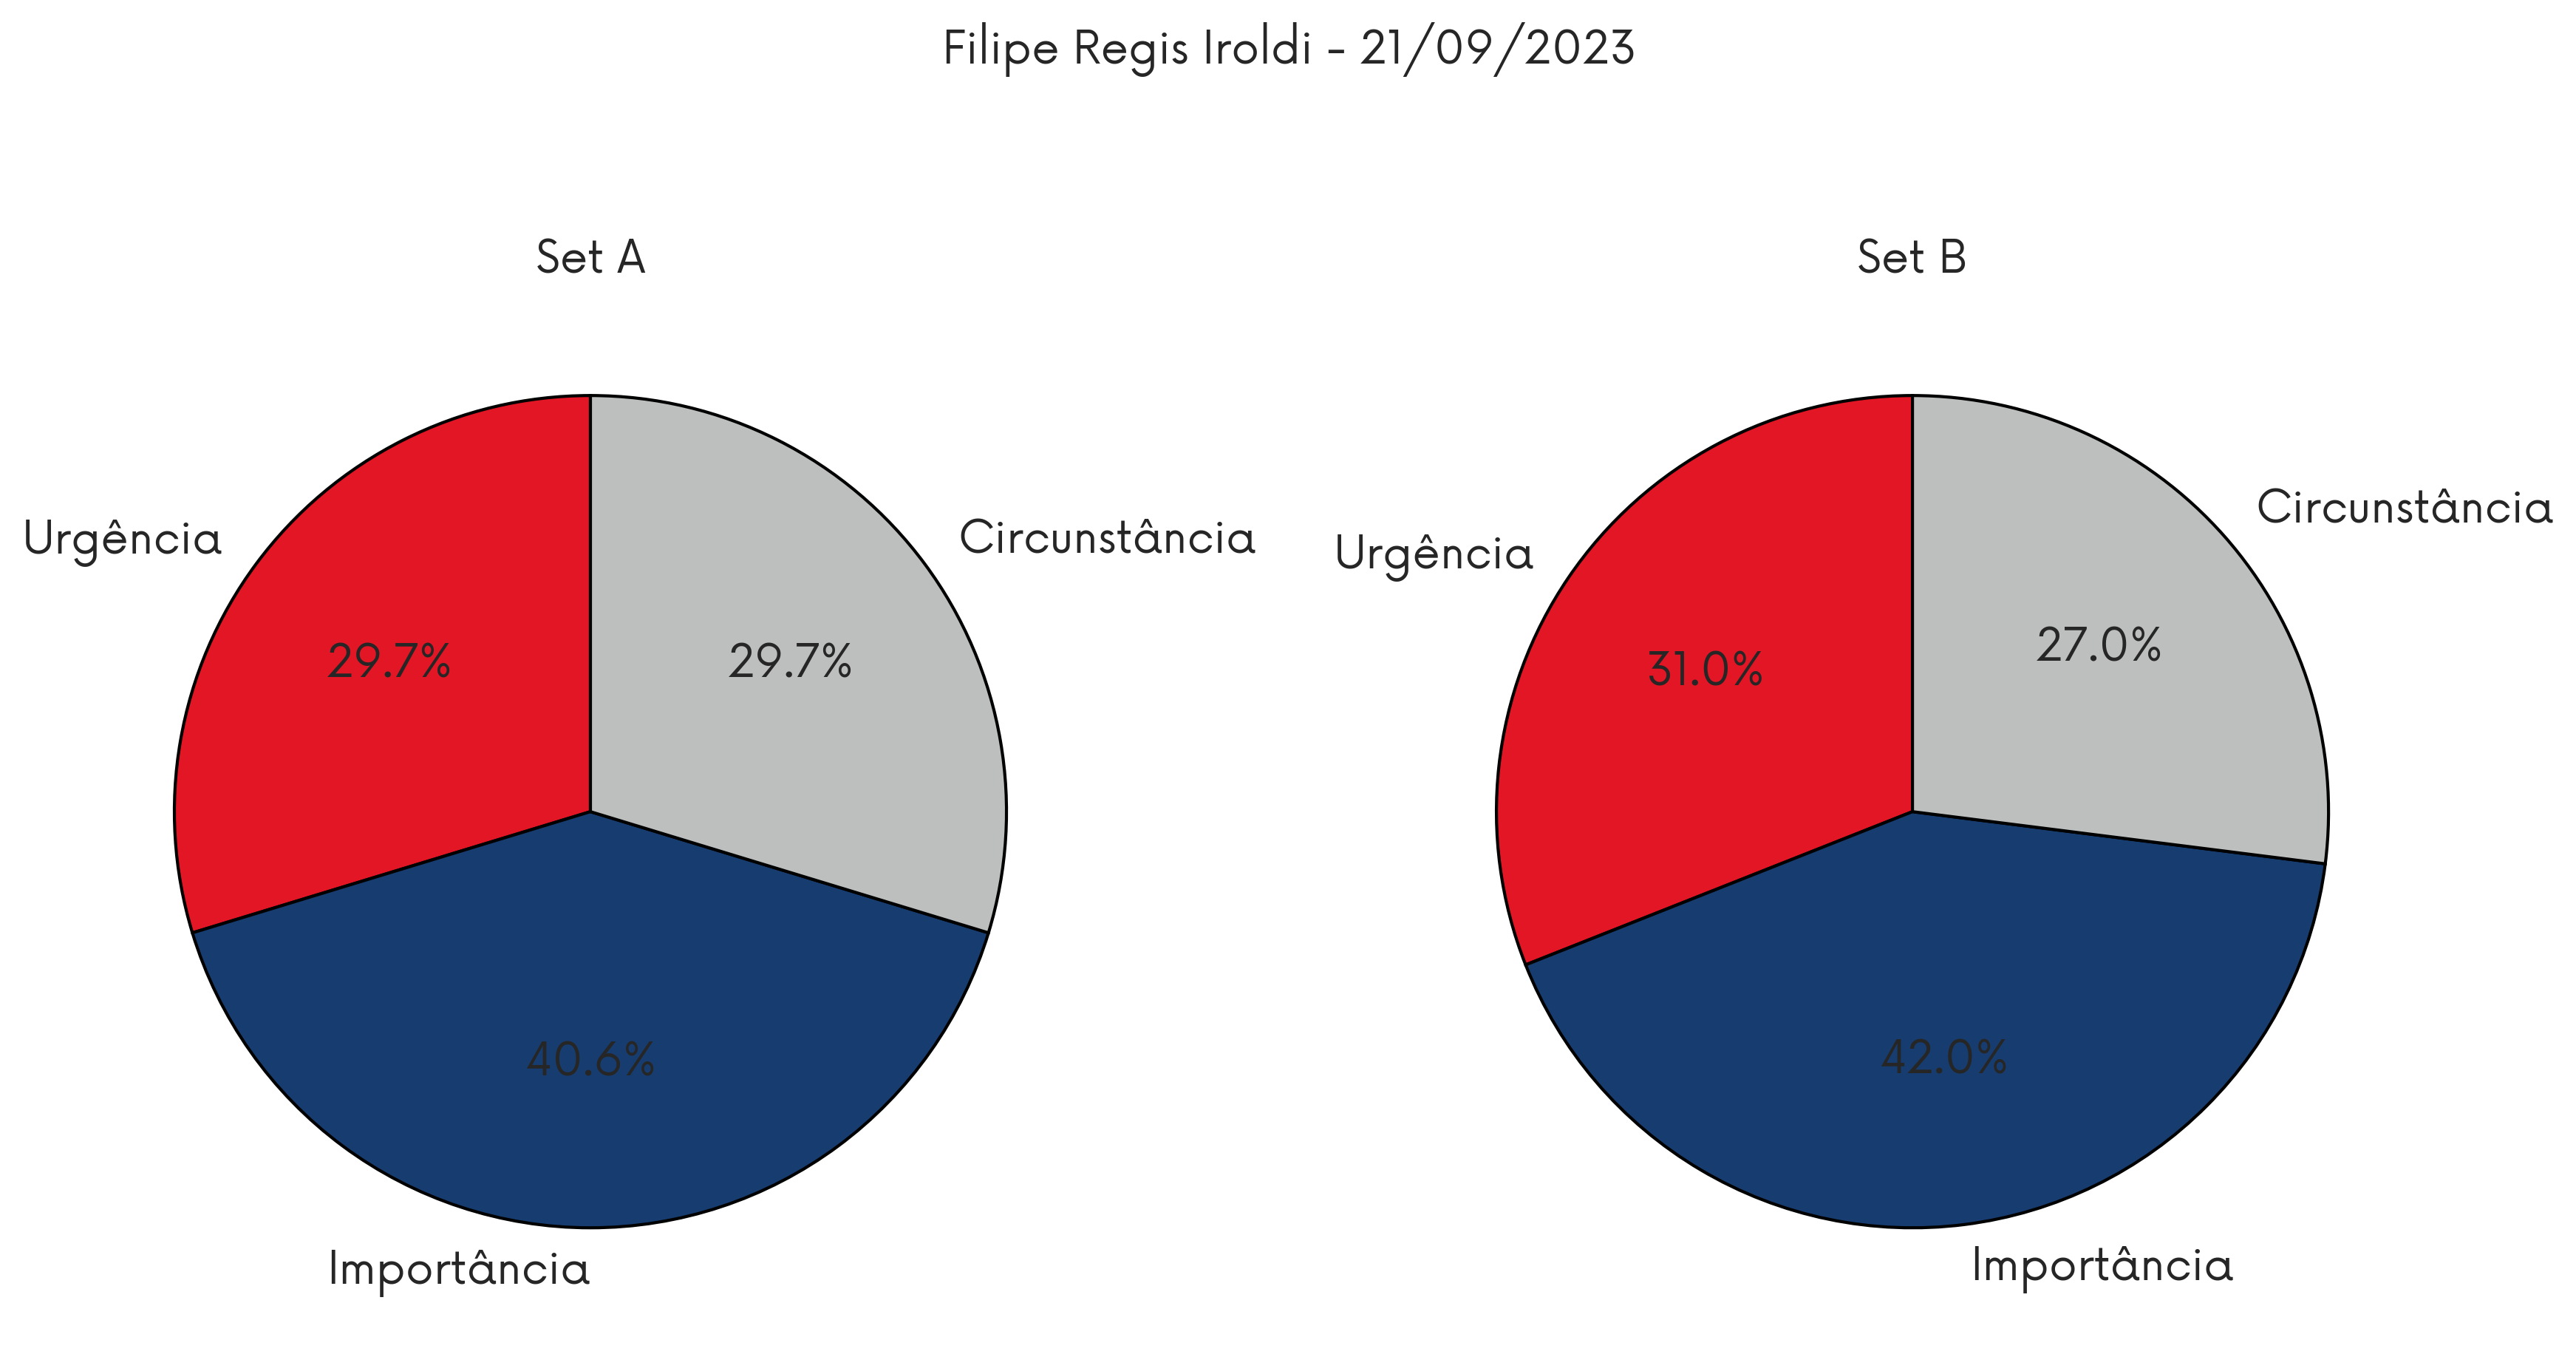 Filipe Regis Iroldi - 21/09/2023
Set A
Urgência
Circunstância
29.7%
29.7%
40.6%
Importância
Set B
Urgência
Circunstância
31.0%
27.0%
42.0%
Importância